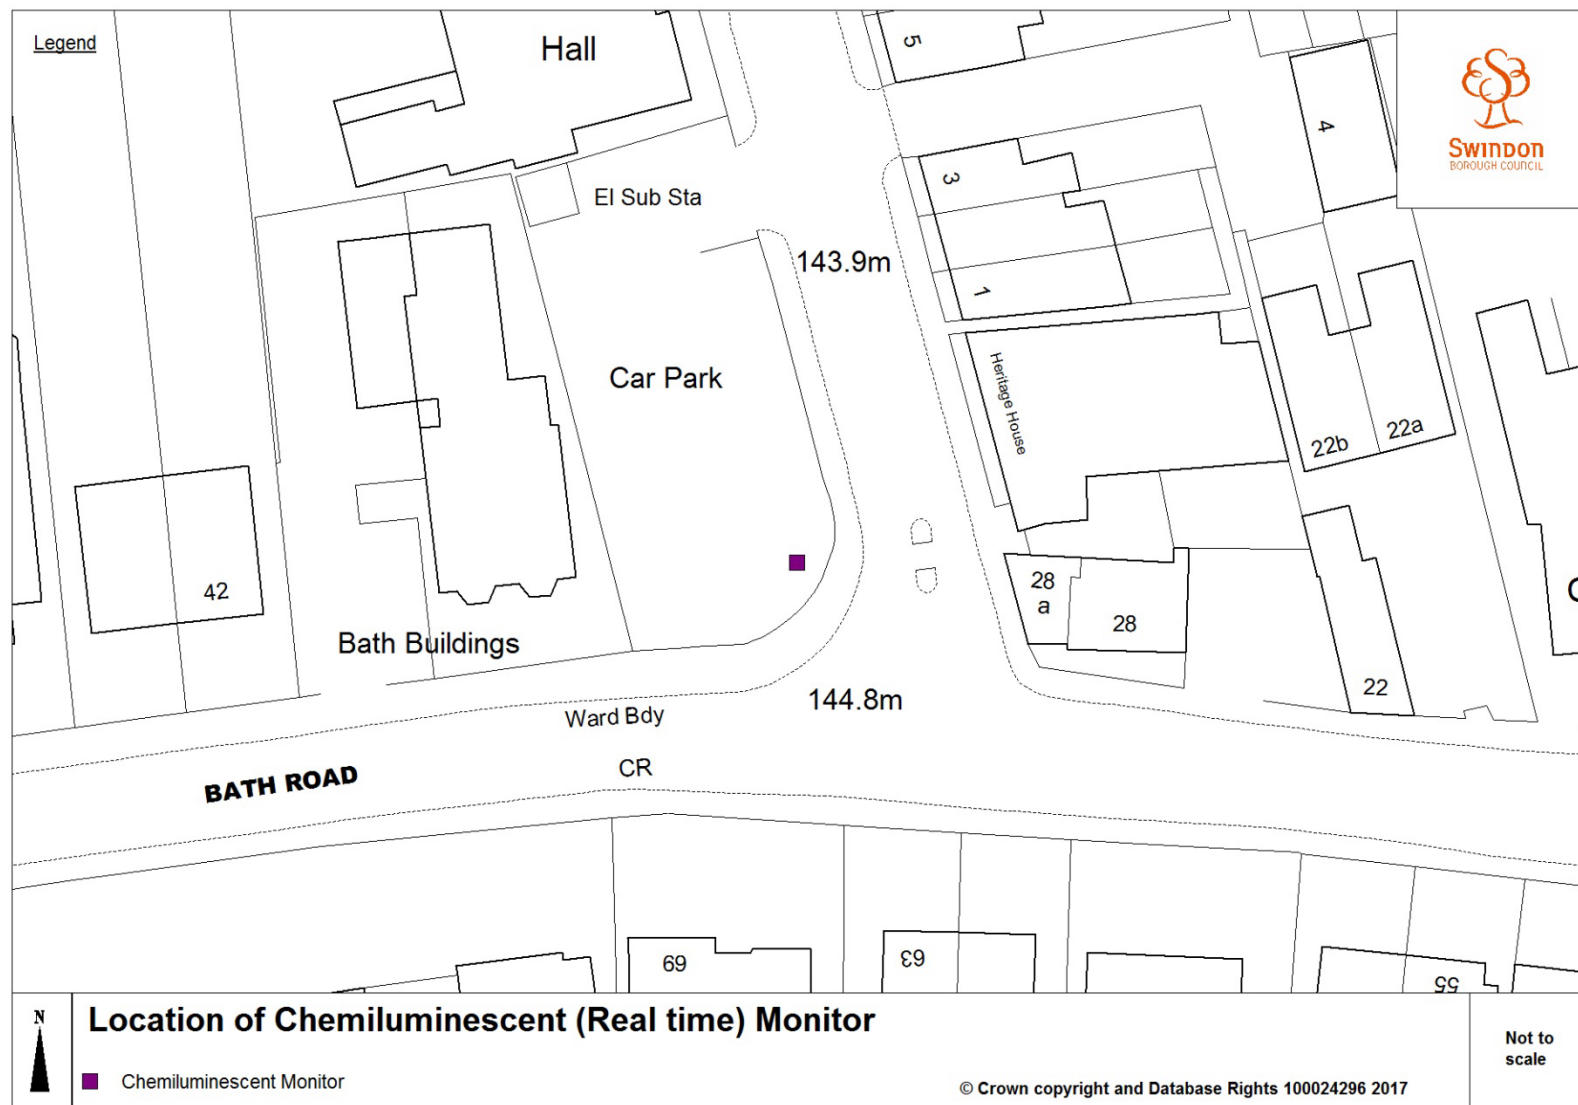 Legend
Hall
5
4
SWINDON
BOROUGH COUNCIL
3
El Sub Sta
143.9m
1
Car Park
Heritage House
22b
22a
42
28
a
28
Bath Buildings
22
144.8m
Ward Bdy
CR
BATH ROAD
69
63
55
N
Location of Chemiluminescent (Real time) Monitor
Chemiluminescent Monitor
© Crown copyright and Database Rights 100024296 2017
Not to
scale